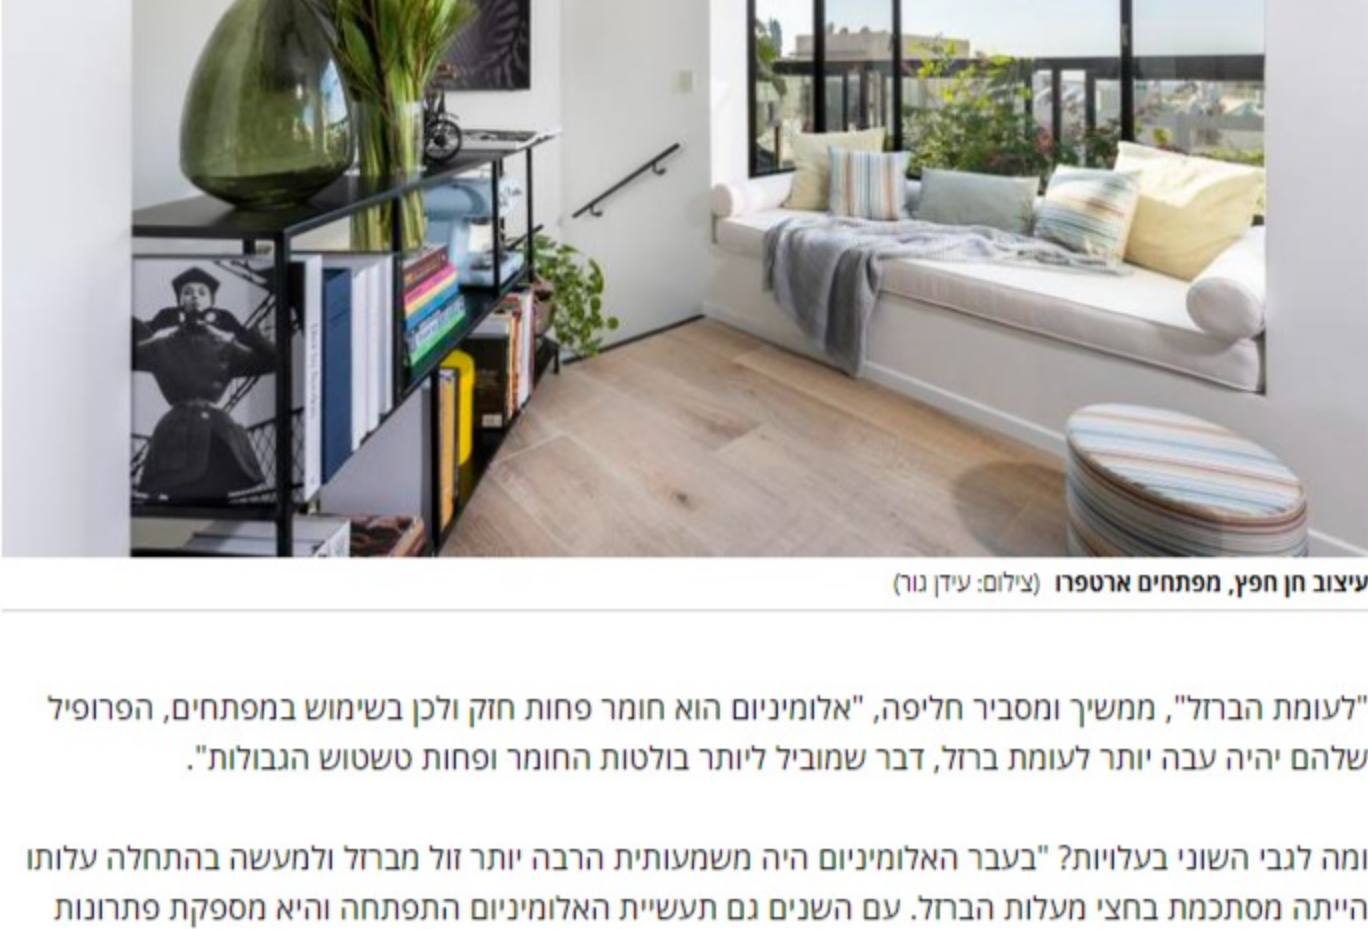 עיצוב חן חפץ, מפתחים ארטפרו (צילום: עידן גור)
"לעומת הברזל", ממשיך ומסביר חליפה, "אלומיניום הוא חומר פחות חזק ולכן בשימוש במפתחים, הפרופיל
שלהם יהיה עבה יותר לעומת ברזל, דבר שמוביל ליותר בולטות החומר ופחות טשטוש הגבולות".
ומה לגבי השוני בעלויות? "בעבר האלומיניום היה משמעותית הרבה יותר זול מברזל ולמעשה בהתחלה עלותו
הייתה מסתכמת בחצי מעלות הברזל. עם השנים גם תעשיית האלומיניום התפתחה והיא מספקת פתרונות